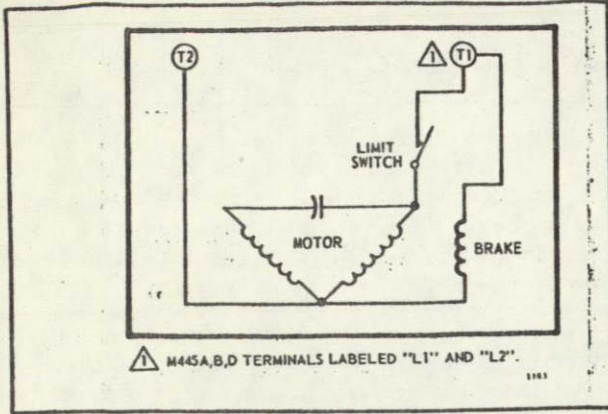 T2
1 T1
LIMIT
SWITCH
MOTOR
BRAKE
1 M445A,B,D TERMINALS LABELED "L1" AND "L2".